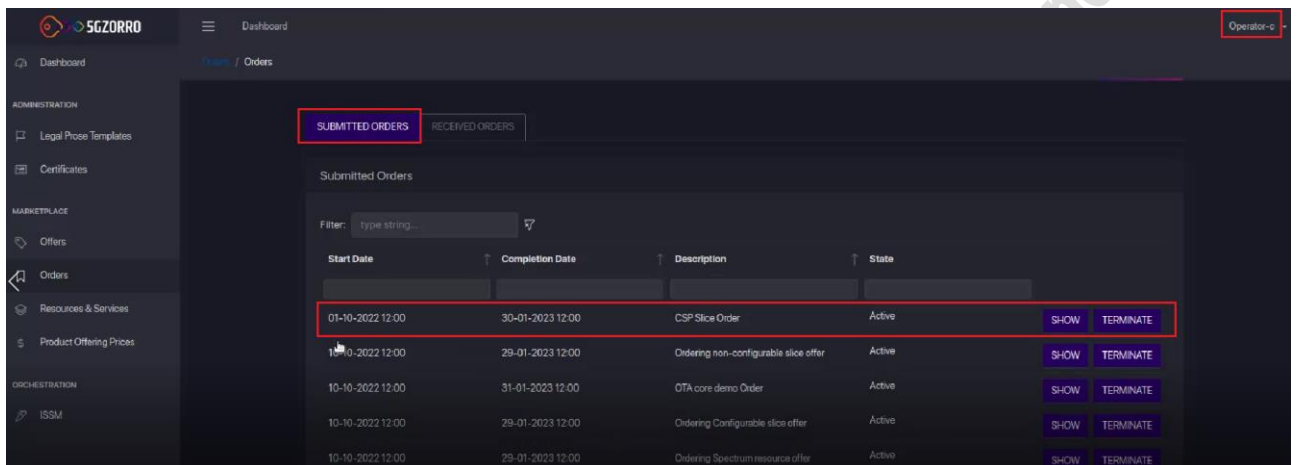 5GZORRO
Dashboard
Operator-c
Dashboard
Orders / Orders
ADMINISTRATION
Legal Prose Templates
Certificates
MARKETPLACE
Offers
Orders
Resources & Services
Product Offering Prices
ORCHESTRATION
ISSM
SUBMITTED ORDERS RECEIVED ORDERS
Submitted Orders
Filter: type string...
Start Date Completion Date Description State
01-10-2022 12:00 30-01-2023 12:00 CSP Slice Order Active SHOW TERMINATE
10-10-2022 12:00 29-01-2023 12:00 Ordering non-configurable slice offer Active SHOW TERMINATE
10-10-2022 12:00 31-01-2023 12:00 OTA core demo Order Active SHOW TERMINATE
10-10-2022 12:00 29-01-2023 12:00 Ordering Configurable slice offer Active SHOW TERMINATE
10-10-2022 12:00 29-01-2023 12:00 Ordering Spectrum resource offer Active SHOW TERMINATE